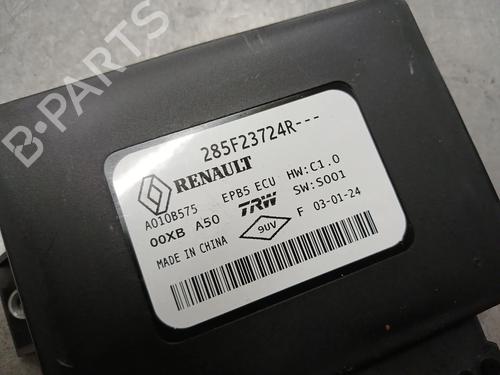 B-PARTS
285F23724R---
RENAULT
A010B575 EPB5 ECU HW:C1.0
00XB A50 TRW SW:S001
9UV F 03-01-24
MADE IN CHINA